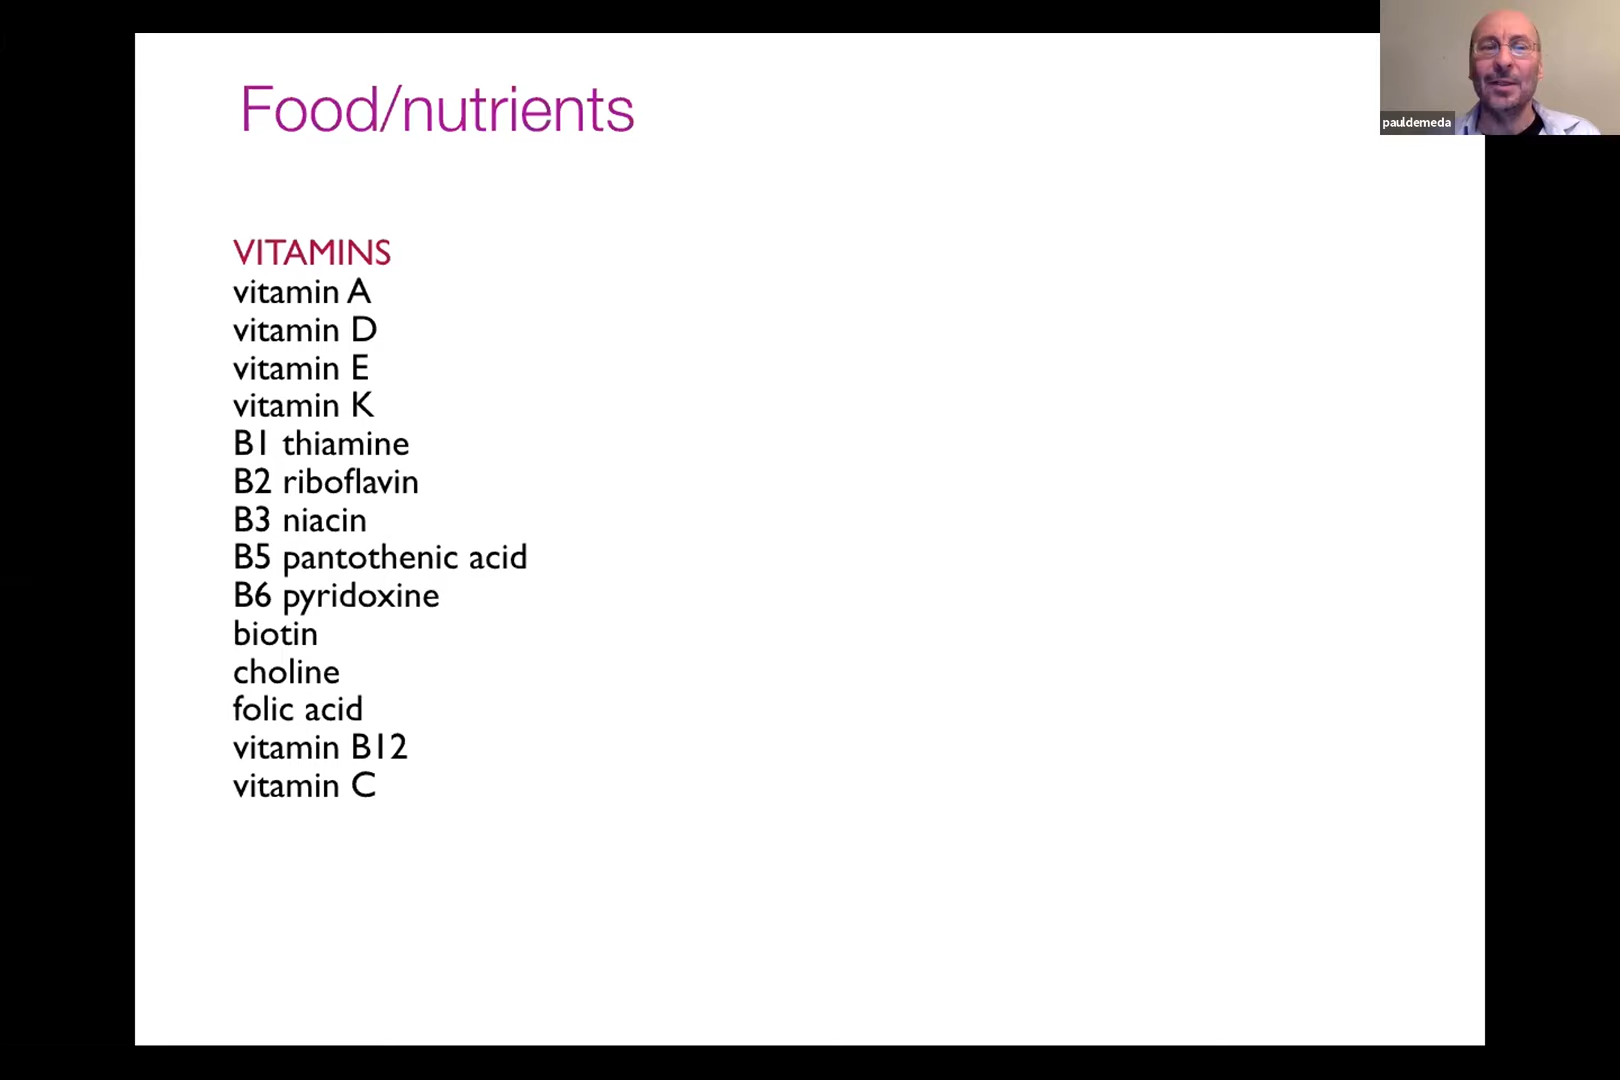 Food/nutrients
pauldemeda
VITAMINS
vitamin A
vitamin D
vitamin E
vitamin K
B1 thiamine
B2 riboflavin
B3 niacin
B5 pantothenic acid
B6 pyridoxine
biotin
choline
folic acid
vitamin B12
vitamin C